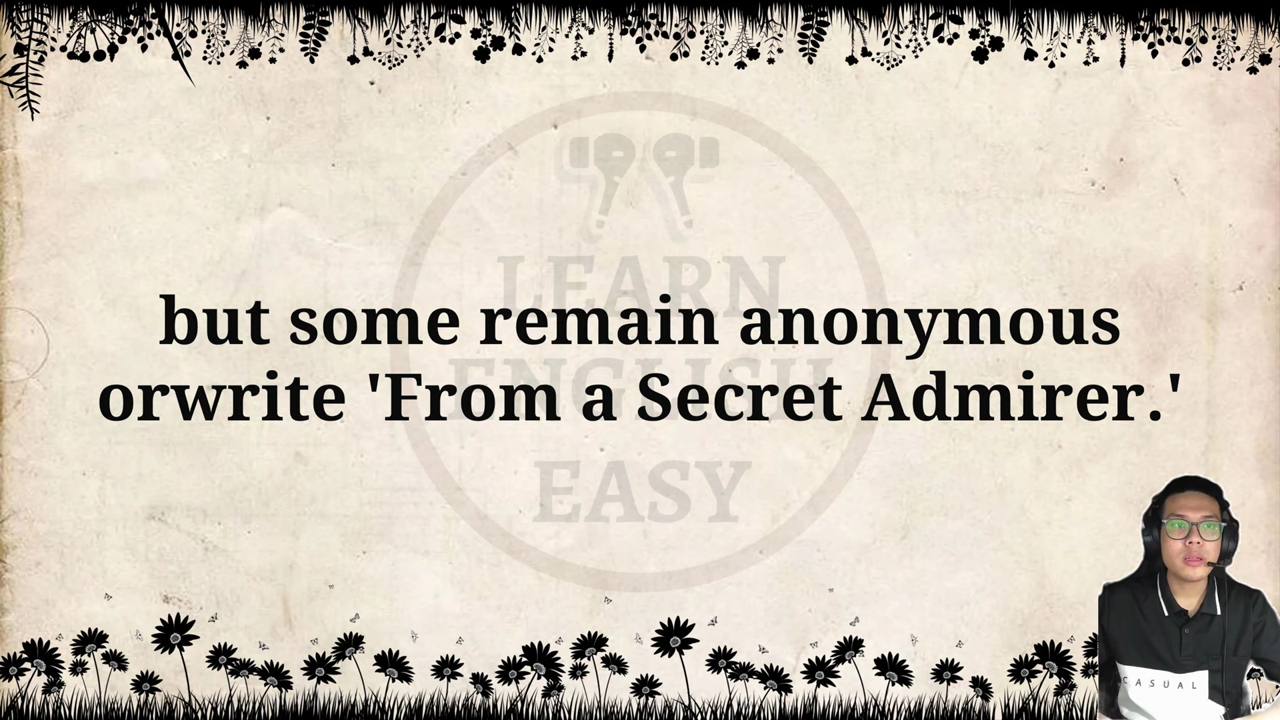 but some remain anonymous
orwrite 'From a Secret Admirer.'
LEARN
ENGLISH
EASY
CASUAL